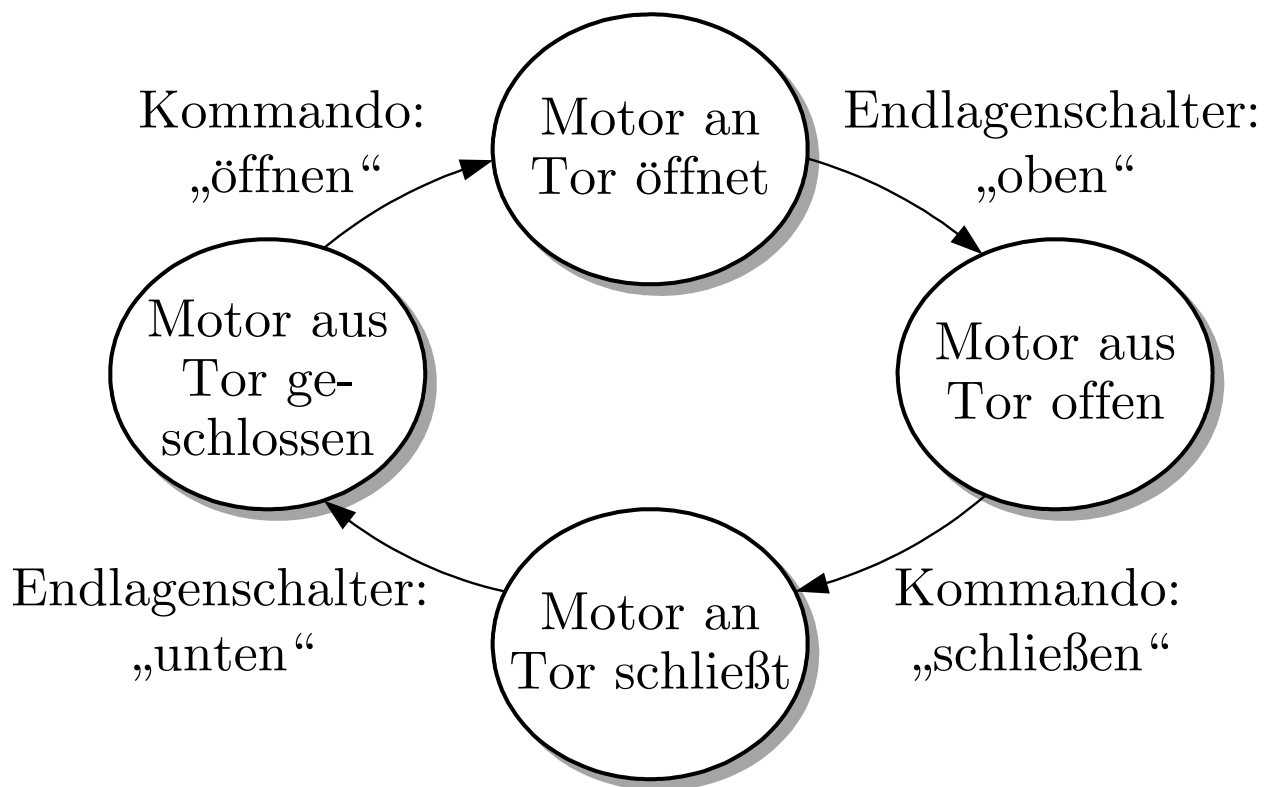 Motor an
Tor öffnet
Kommando:
„öffnen“
Endlagenschalter:
„oben“
Motor aus
Tor ge-
schlossen
Motor aus
Tor offen
Endlagenschalter:
„unten“
Motor an
Tor schließt
Kommando:
„schließen“